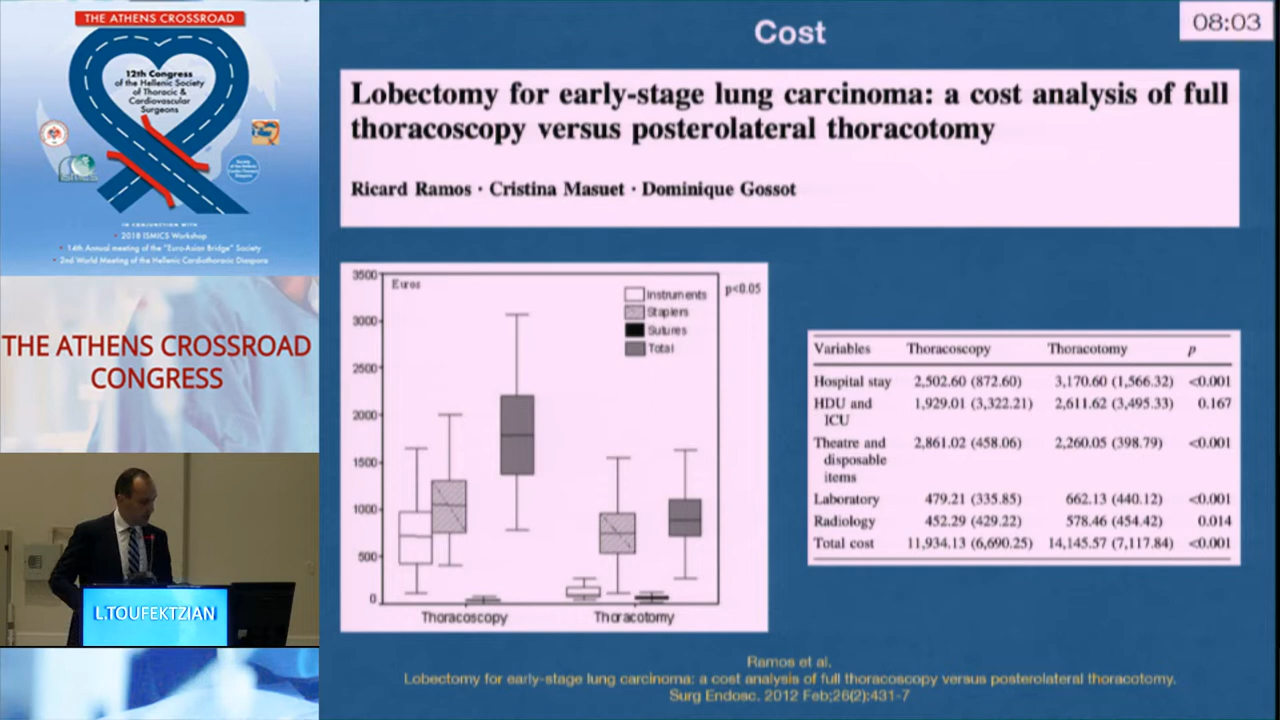 THE ATHENS CROSSROAD
12th Congress
of the Hellenic Society
of Thoracic &
Cardiovascular
Surgeons
IN CONJUNCTION WITH
• 2018 ISMICS Workshop
• 14th Annual meeting of the "Euro-Asian Bridge" Society
• 2nd World Meeting of the Hellenic Cardiothoracic Diaspora
THE ATHENS CROSSROAD
CONGRESS
L.TOUFEKTZIAN
Cost
08:03
Lobectomy for early-stage lung carcinoma: a cost analysis of full
thoracoscopy versus posterolateral thoracotomy
Ricard Ramos · Cristina Masuet · Dominique Gossot
Euros
p<0.05
Instruments
Staplers
Sutures
Total
3500
3000
2500
2000
1500
1000
500
0
Thoracoscopy Thoracotomy
Variables Thoracoscopy Thoracotomy p
Hospital stay 2,502.60 (872.60) 3,170.60 (1,566.32) <0.001
HDU and 1,929.01 (3,322.21) 2,611.62 (3,495.33) 0.167
ICU
Theatre and 2,861.02 (458.06) 2,260.05 (398.79) <0.001
disposable
items
Laboratory 479.21 (335.85) 662.13 (440.12) <0.001
Radiology 452.29 (429.22) 578.46 (454.42) 0.014
Total cost 11,934.13 (6,690.25) 14,145.57 (7,117.84) <0.001
Ramos et al.
Lobectomy for early-stage lung carcinoma: a cost analysis of full thoracoscopy versus posterolateral thoracotomy.
Surg Endosc. 2012 Feb;26(2):431-7